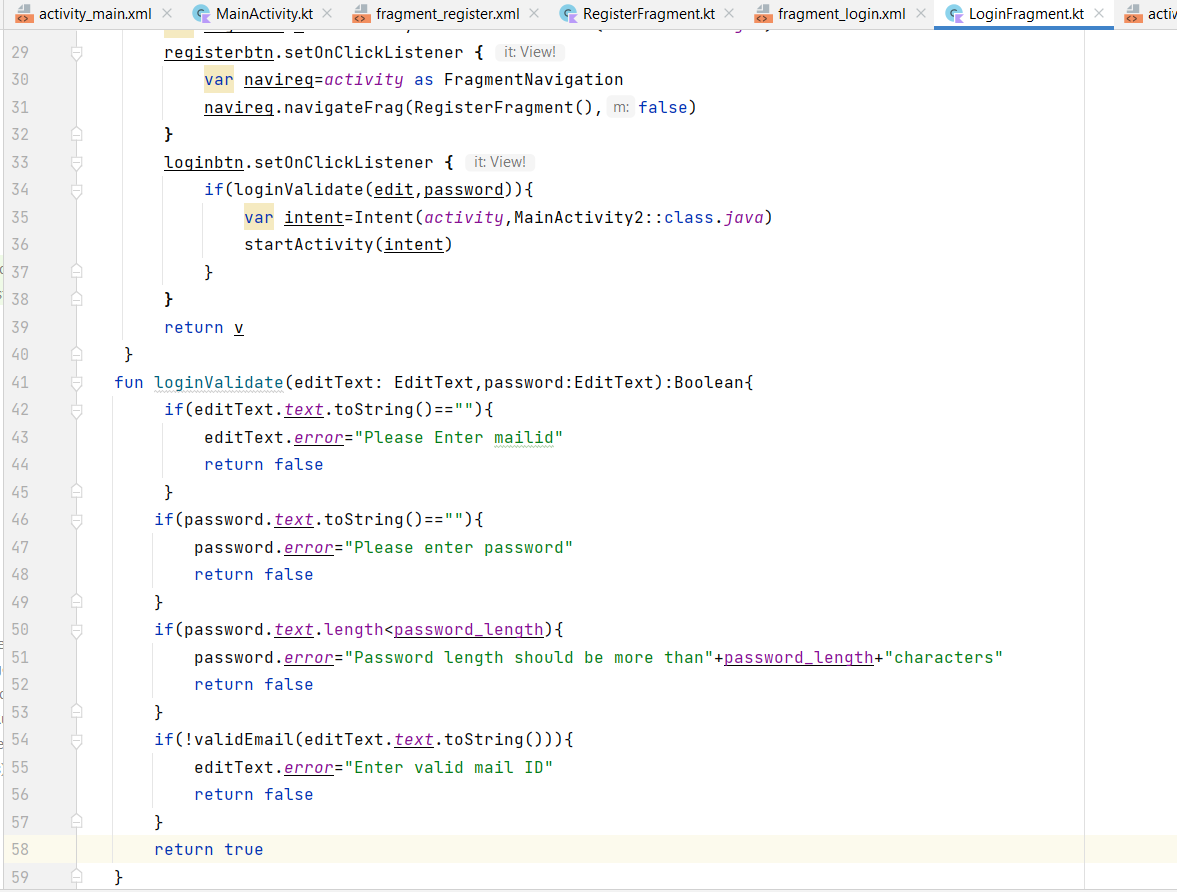 activity_main.xml MainActivity.kt fragment_register.xml RegisterFragment.kt fragment_login.xml LoginFragment.kt
29 registerbtn.setOnClickListener { it: View!
30 var navireg=activity as FragmentNavigation
31 navireg.navigateFrag(RegisterFragment(), m: false)
32 }
33 loginbtn.setOnClickListener { it: View!
34 if(loginValidate(edit,password)){
35 var intent=Intent(activity,MainActivity2::class.java)
36 startActivity(intent)
37 }
38 }
39 return v
40 }
41 fun loginValidate(editText: EditText,password:EditText):Boolean{
42 if(editText.text.toString()==""){
43 editText.error="Please Enter mailid"
44 return false
45 }
46 if(password.text.toString()==""){
47 password.error="Please enter password"
48 return false
49 }
50 if(password.text.length<password_length){
51 password.error="Password length should be more than"+password_length+"characters"
52 return false
53 }
54 if(!validEmail(editText.text.toString())){
55 editText.error="Enter valid mail ID"
56 return false
57 }
58 return true
59 }